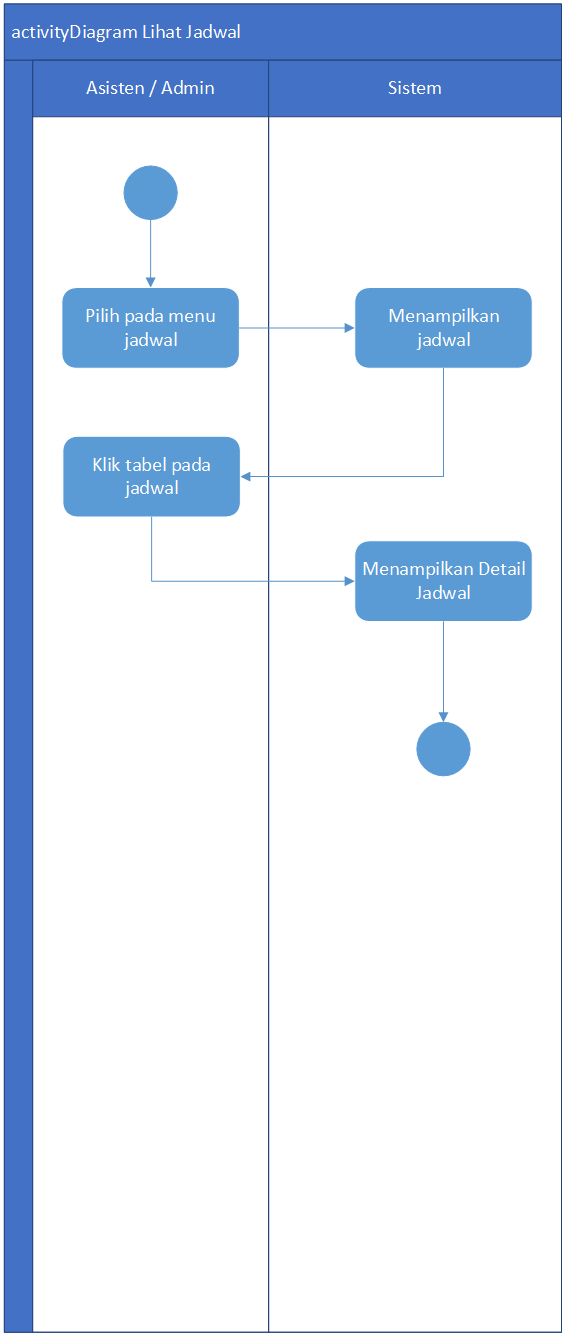 activityDiagram Lihat Jadwal
Asisten / Admin
Sistem
Pilih pada menu
jadwal
Menampilkan
jadwal
Klik tabel pada
jadwal
Menampilkan Detail
Jadwal